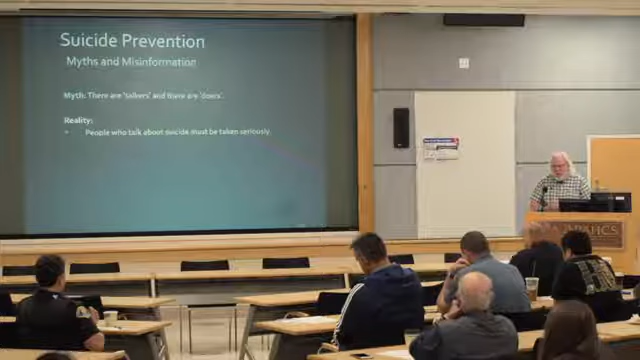 Suicide Prevention
Myths and Misinformation
Myth: There are 'talkers' and there are 'doers'.
Reality:
• People who talk about suicide must be taken seriously.